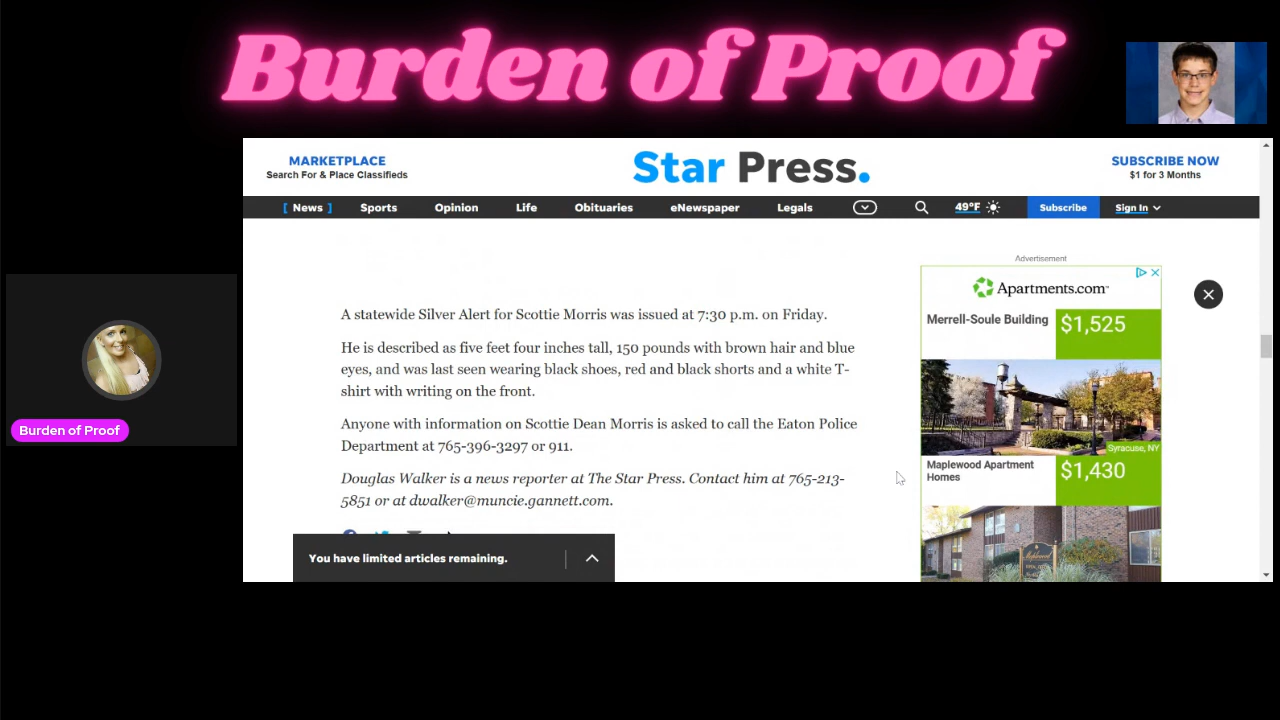 Burden of Proof
MARKETPLACE
Search For & Place Classifieds
Star Press.
SUBSCRIBE NOW
$1 for 3 Months
[ News ] Sports Opinion Life Obituaries eNewspaper Legals 49°F Subscribe Sign In
A statewide Silver Alert for Scottie Morris was issued at 7:30 p.m. on Friday.
He is described as five feet four inches tall, 150 pounds with brown hair and blue
eyes, and was last seen wearing black shoes, red and black shorts and a white T-
shirt with writing on the front.
Anyone with information on Scottie Dean Morris is asked to call the Eaton Police
Department at 765-396-3297 or 911.
Douglas Walker is a news reporter at The Star Press. Contact him at 765-213-
5851 or at dwalker@muncie.gannett.com.
You have limited articles remaining.
Advertisement
Apartments.com
Merrell-Soule Building
$1,525
Syracuse, NY
Maplewood Apartment
Homes
$1,430
Burden of Proof